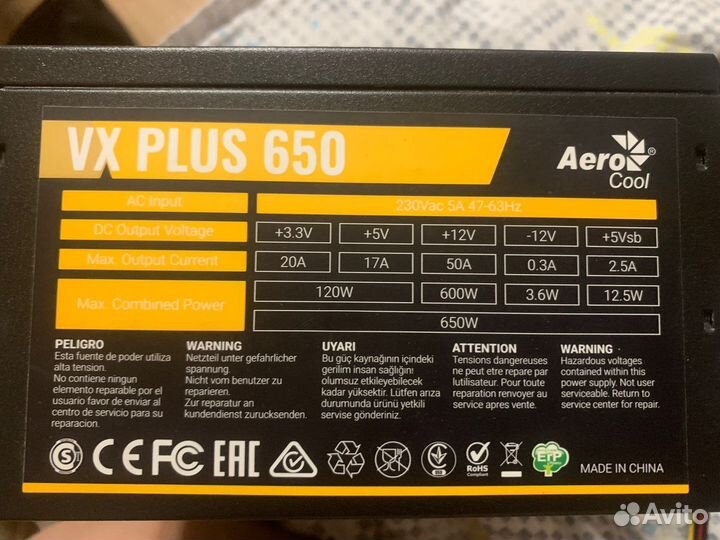 VX PLUS 650
Aero Cool ®
AC Input 230Vac 5A 47-63Hz
DC Output Voltage +3.3V +5V +12V -12V +5Vsb
Max. Output Current 20A 17A 50A 0.3A 2.5A
Max. Combined Power 120W 600W 3.6W 12.5W
650W
PELIGRO
Esta fuente de poder utiliza
alta tension.
No contiene ningun
elemento reparable por el
usuario favor de enviar al
centro de servicio para su
reparacion.
WARNING
Netzteil unter gefahrlicher
spannung.
Nicht vom benutzer zu
reparieren.
Zur reparatur an
kundendienst zurucksenden.
UYARI
Bu güç kaynağının içindeki
gerilim insan sağlığını
olumsuz etkileyebilecek
kadar yüksektir. Lütfen arıza
durumunda ürünü yetkili
servise gönderiniz.
ATTENTION
Tensions dangereuses
ne peut etre repare par
lutilisateur. Pour toute
reparation renvoyer au
service apres vente.
WARNING
Hazardous voltages
contained within this
power supply. Not user
serviceable. Return to
service center for repair.
S CE FC EAC RoHS Compliant ErP MADE IN CHINA
Avito